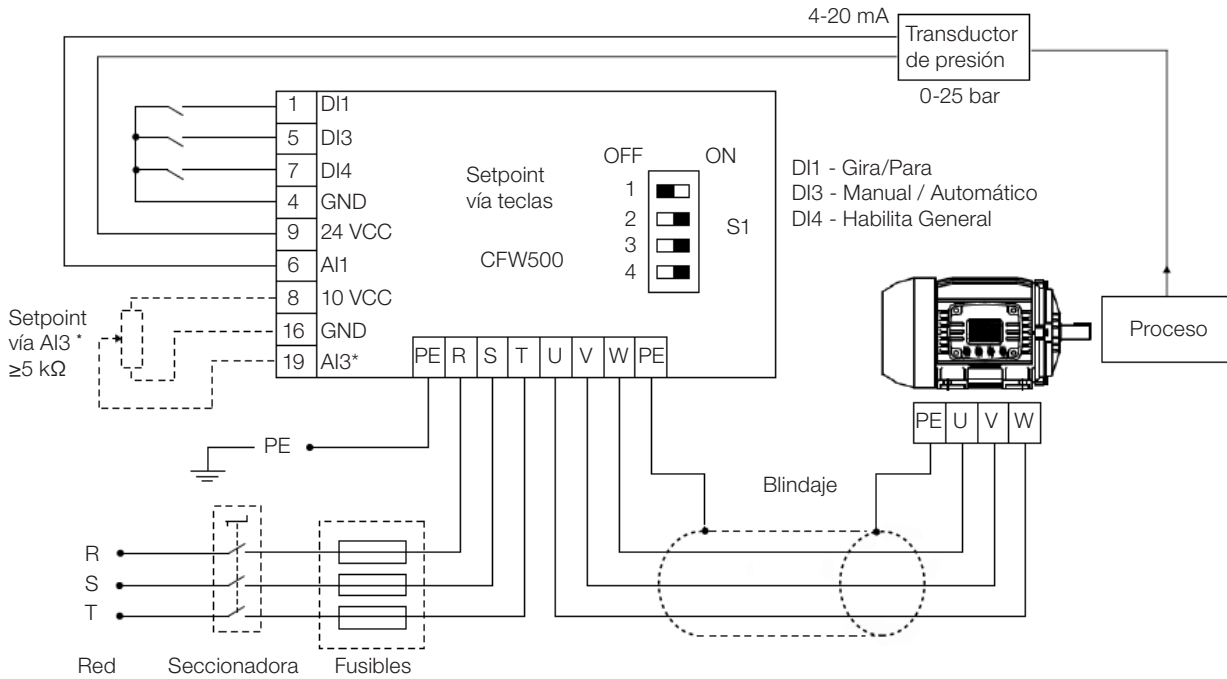 4-20 mA
Transductor
de presión
0-25 bar
1 DI1
5 DI3
7 DI4
4 GND
9 24 VCC
6 AI1
8 10 VCC
16 GND
19 AI3*
Setpoint
vía teclas
CFW500
OFF ON
1
2
3
4
S1
DI1 - Gira/Para
DI3 - Manual / Automático
DI4 - Habilita General
Setpoint
vía AI3 *
≥5 kΩ
PE R S T U V W PE
Proceso
PE U V W
PE
Blindaje
R
S
T
Red Seccionadora Fusibles